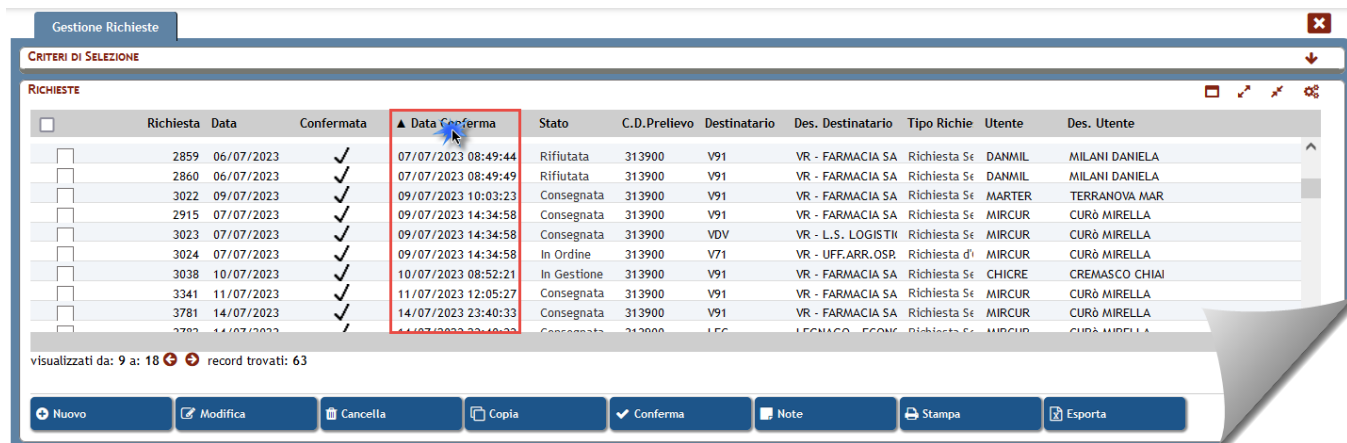 Gestione Richieste
CRITERI DI SELEZIONE
RICHIESTE
Richiesta Data Confermata ▲ Data Conferma Stato C.D.Prelievo Destinatario Des. Destinatario Tipo Richie Utente Des. Utente
2859 06/07/2023 07/07/2023 08:49:44 Rifiutata 313900 V91 VR - FARMACIA SA Richiesta Se DANMIL MILANI DANIELA
2860 06/07/2023 07/07/2023 08:49:49 Rifiutata 313900 V91 VR - FARMACIA SA Richiesta Se DANMIL MILANI DANIELA
3022 09/07/2023 09/07/2023 10:03:23 Consegnata 313900 V91 VR - FARMACIA SA Richiesta Se MARTER TERRANOVA MAR
2915 07/07/2023 09/07/2023 14:34:58 Consegnata 313900 V91 VR - FARMACIA SA Richiesta Se MIRCUR CURò MIRELLA
3023 07/07/2023 09/07/2023 14:34:58 Consegnata 313900 VDV VR - L.S. LOGISTI( Richiesta Se MIRCUR CURò MIRELLA
3024 07/07/2023 09/07/2023 14:34:58 In Ordine 313900 V71 VR - UFF.ARR.OSP. Richiesta d'( MIRCUR CURò MIRELLA
3038 10/07/2023 10/07/2023 08:52:21 In Gestione 313900 V91 VR - FARMACIA SA Richiesta Se CHICRE CREMASCO CHIAI
3341 11/07/2023 11/07/2023 12:05:27 Consegnata 313900 V91 VR - FARMACIA SA Richiesta Se MIRCUR CURò MIRELLA
3781 14/07/2023 14/07/2023 23:40:33 Consegnata 313900 V91 VR - FARMACIA SA Richiesta Se MIRCUR CURò MIRELLA
visualizzati da: 9 a: 18 record trovati: 63
Nuovo Modifica Cancella Copia Conferma Note Stampa Esporta